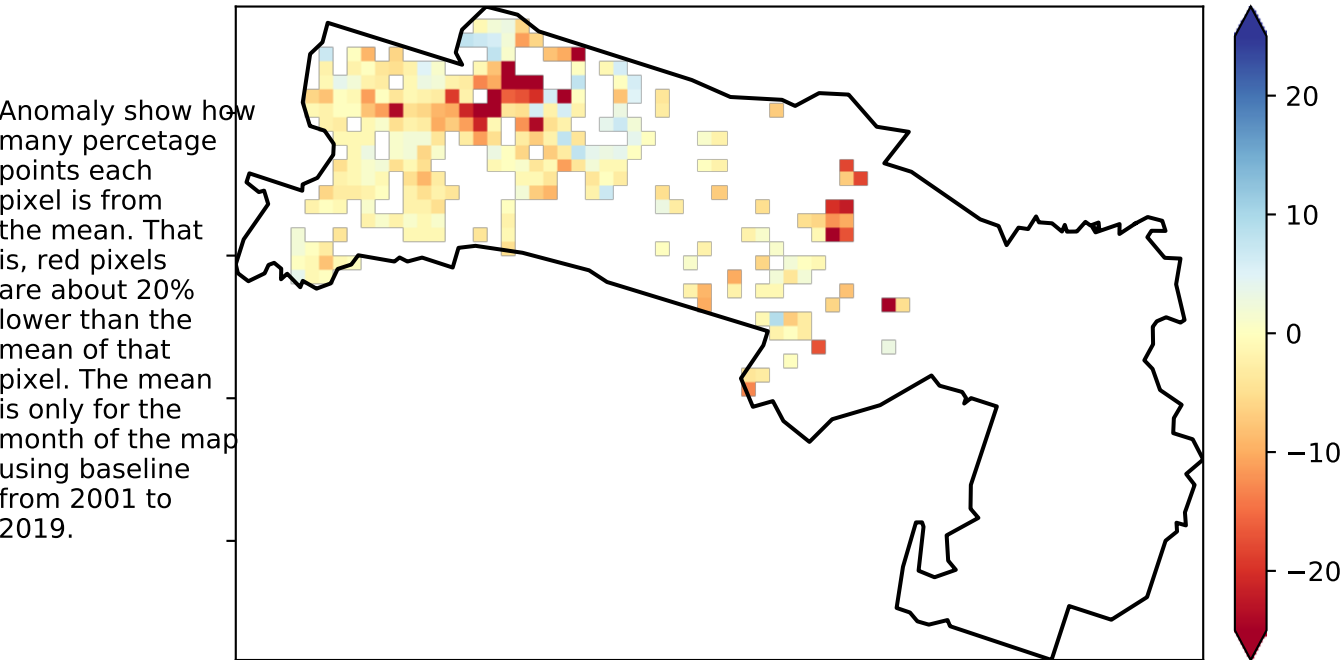 Anomaly show how
many percetage
points each
pixel is from
the mean. That
is, red pixels
are about 20%
lower than the
mean of that
pixel. The mean
is only for the
month of the map
using baseline
from 2001 to
2019.
20
10
0
−10
−20